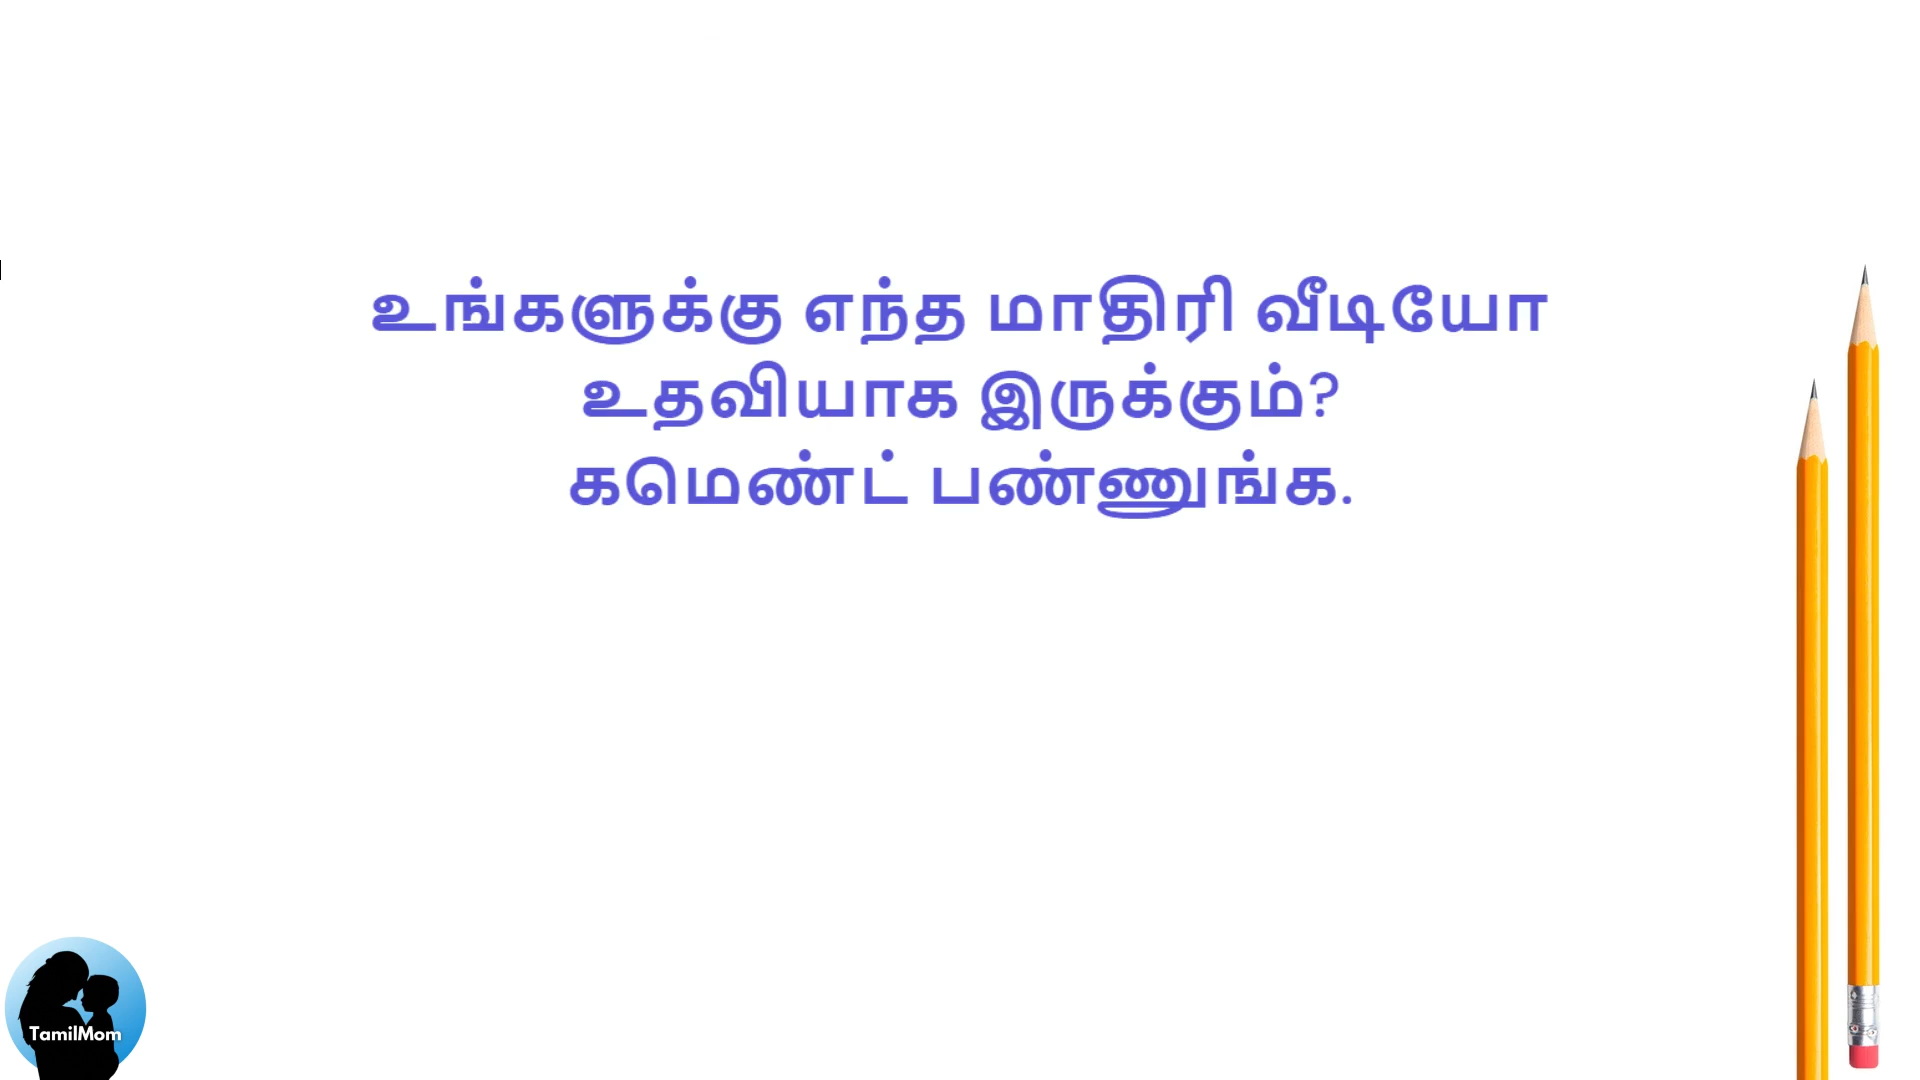 உங்களுக்கு எந்த மாதிரி வீடியோ
உதவியாக இருக்கும்?
கமெண்ட் பண்ணுங்க.
TamilMom